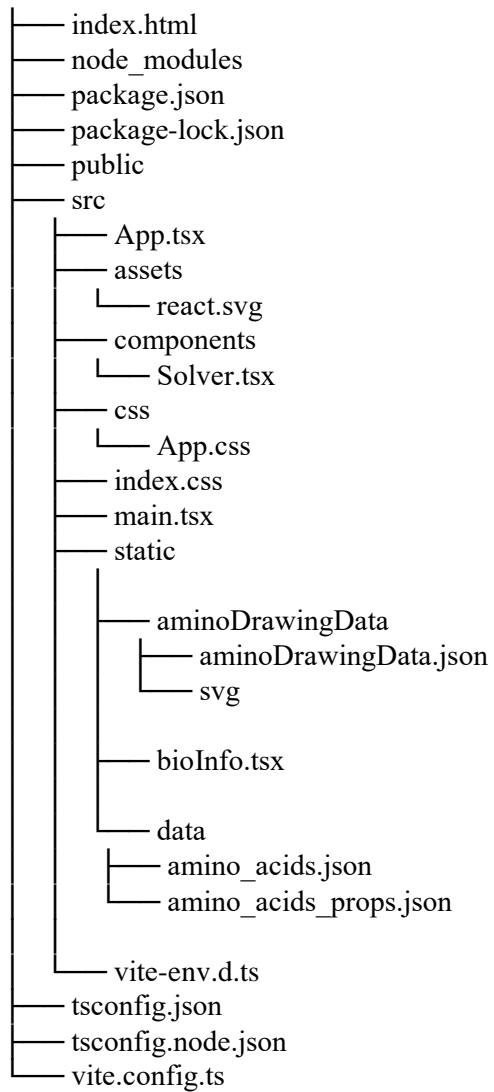 index.html
node_modules
package.json
package-lock.json
public
src
App.tsx
assets
react.svg
components
Solver.tsx
css
App.css
index.css
main.tsx
static
aminoDrawingData
aminoDrawingData.json
svg
bioInfo.tsx
data
amino_acids.json
amino_acids_props.json
vite-env.d.ts
tsconfig.json
tsconfig.node.json
vite.config.ts